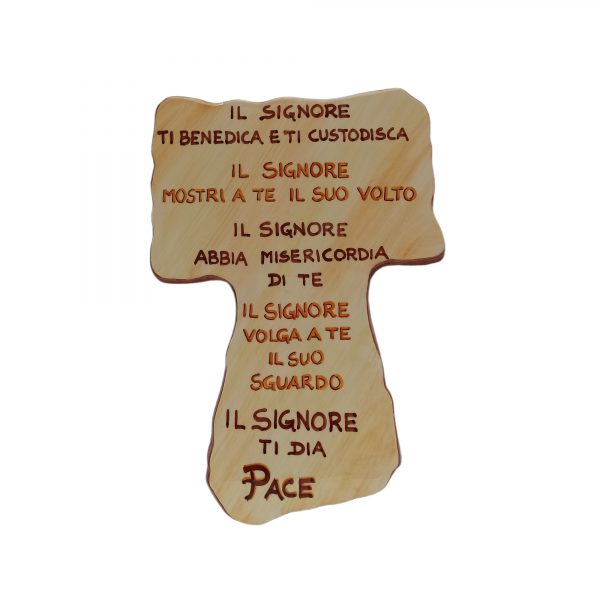 IL SIGNORE
TI BENEDICA E TI CUSTODISCA
IL SIGNORE
MOSTRI A TE IL SUO VOLTO
IL SIGNORE
ABBIA MISERICORDIA
DI TE
IL SIGNORE
VOLGA A TE
IL SUO
SGUARDO
IL SIGNORE
TI DIA
PACE